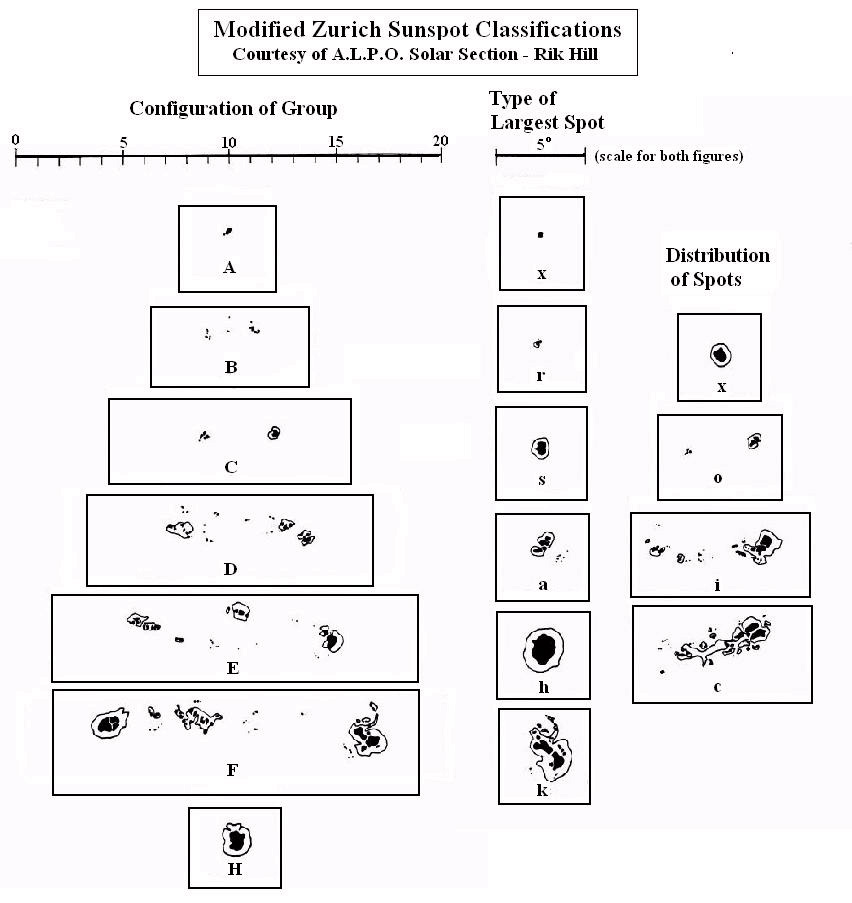 Modified Zurich Sunspot Classifications
Courtesy of A.L.P.O. Solar Section - Rik Hill
Configuration of Group
0 5 10 15 20
Type of
Largest Spot
5°
(scale for both figures)
A
B
C
D
E
F
H
x
r
s
a
h
k
Distribution
of Spots
x
o
i
c